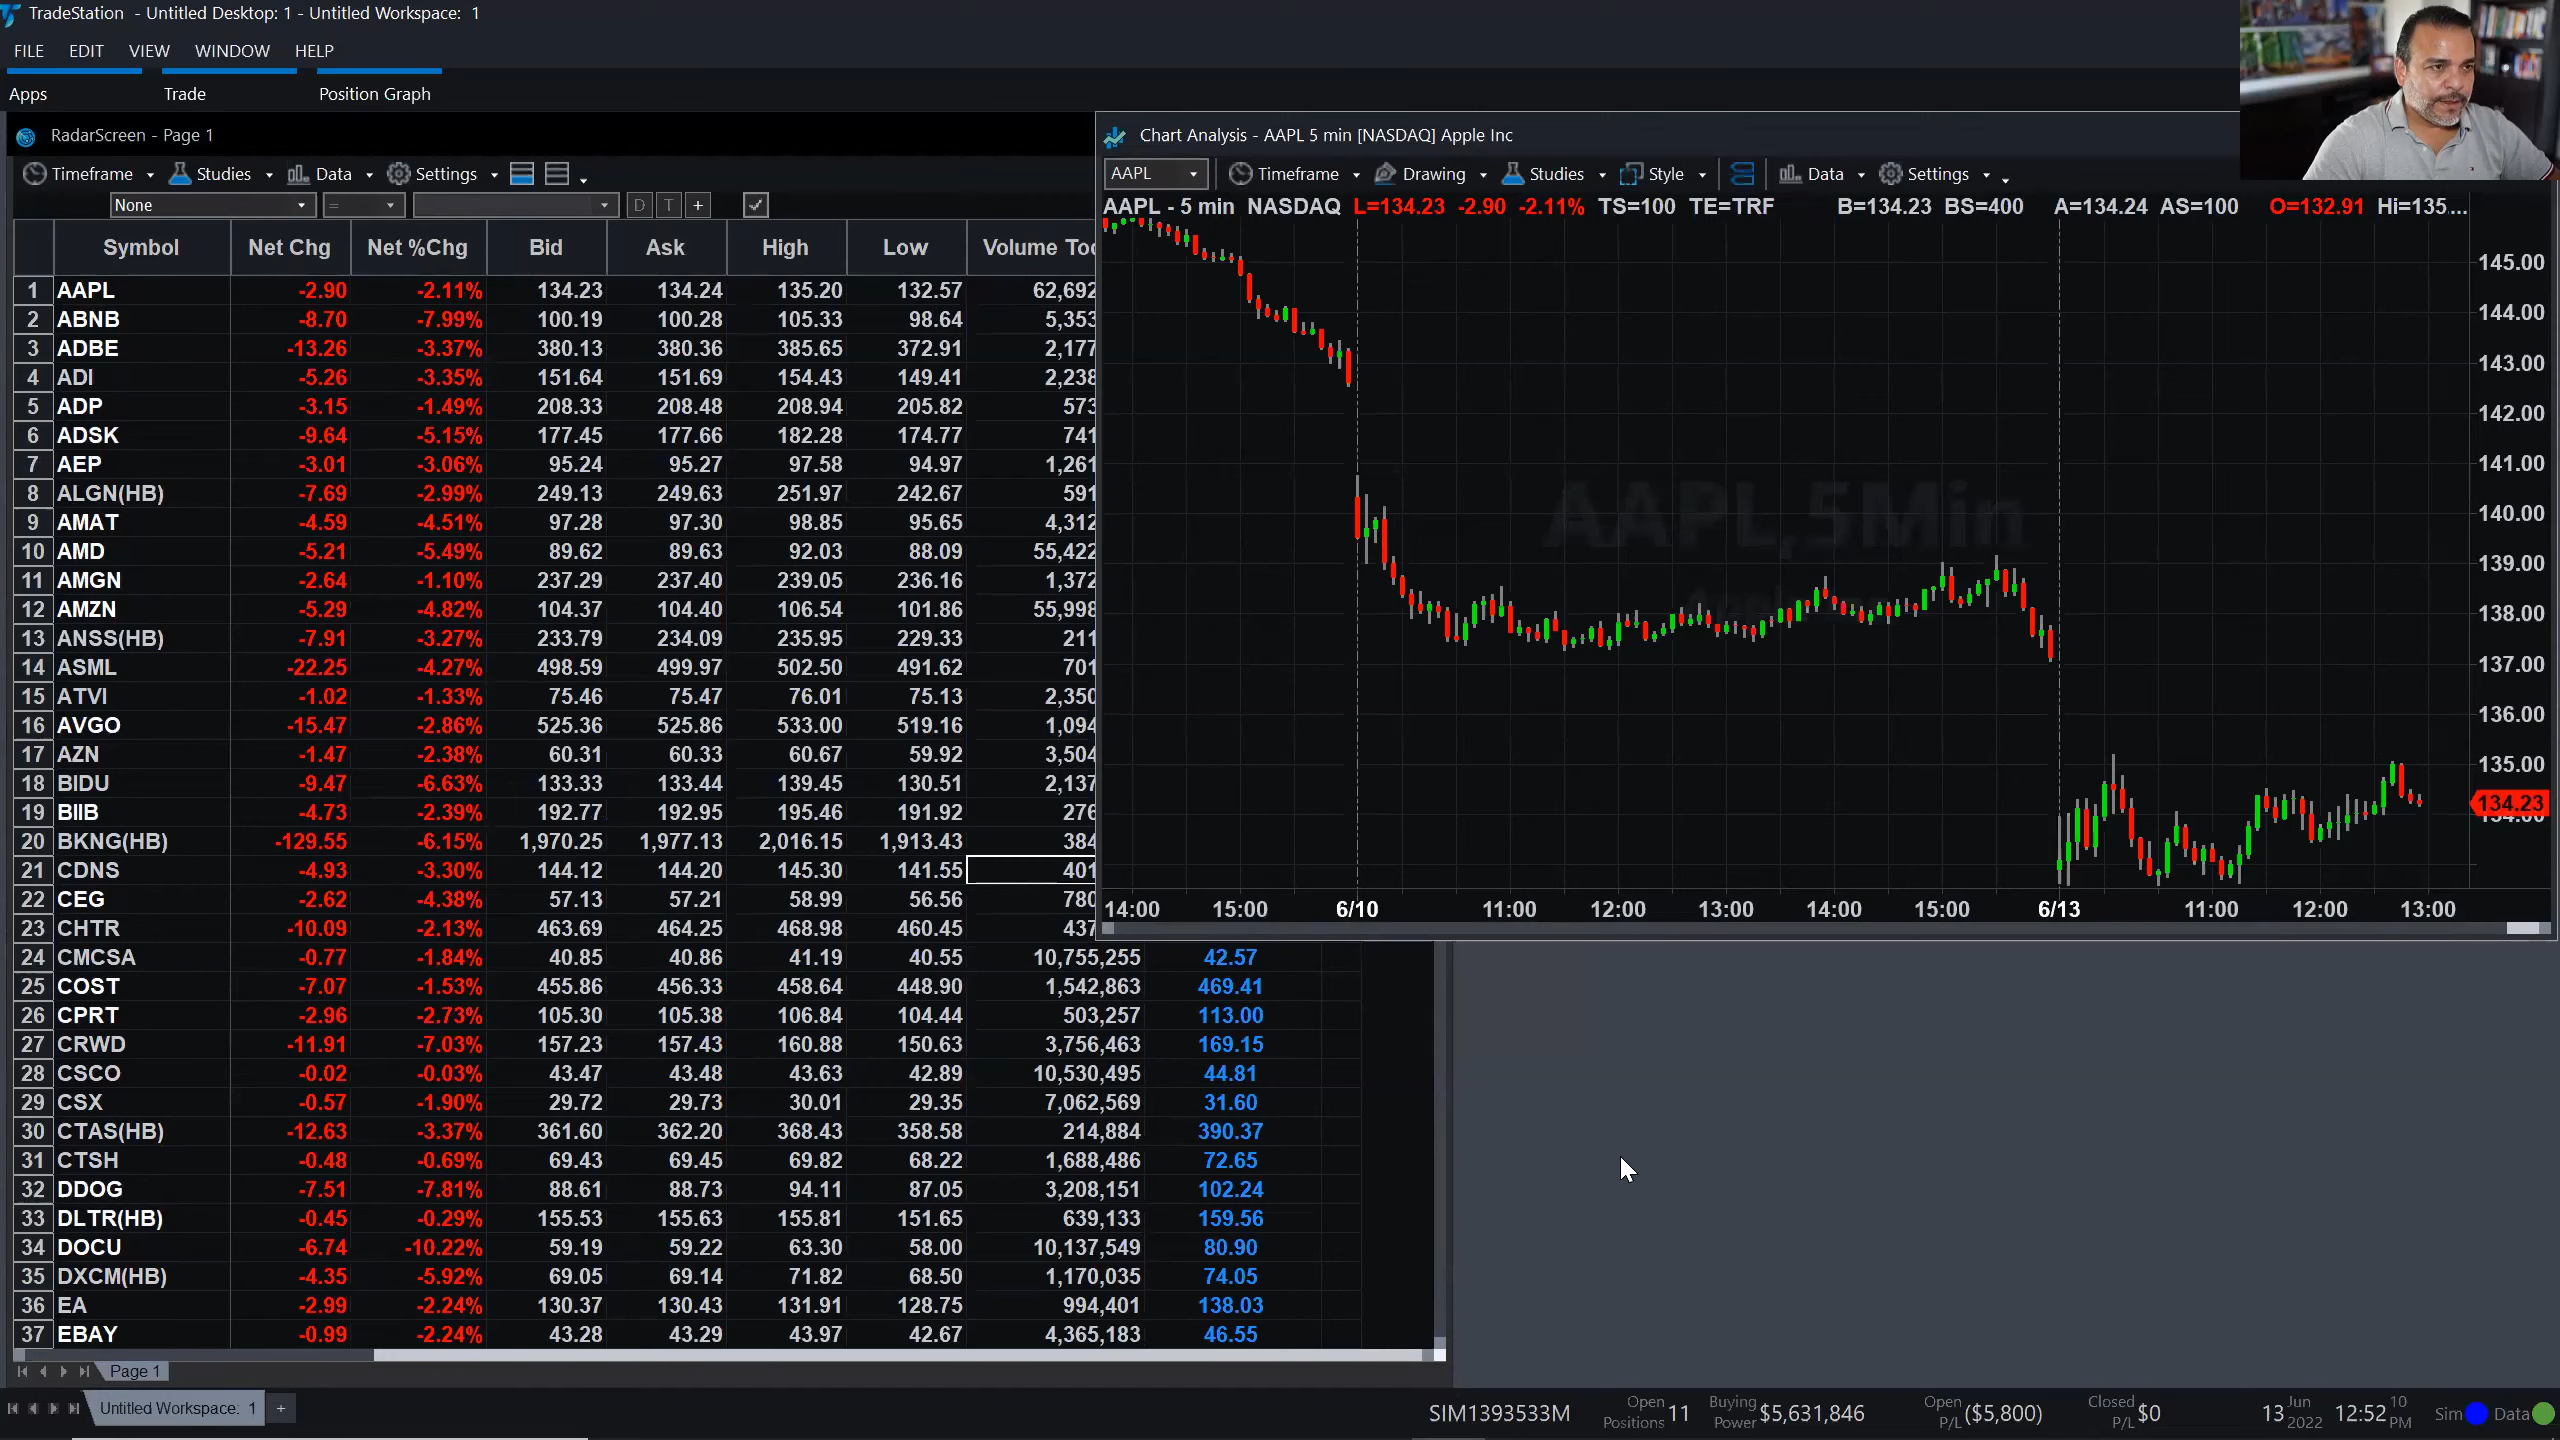 TradeStation - Untitled Desktop: 1 - Untitled Workspace: 1
FILE EDIT VIEW WINDOW HELP
Apps Trade Position Graph
RadarScreen - Page 1
Timeframe Studies Data Settings
None = D T +
Symbol Net Chg Net %Chg Bid Ask High Low Volume Too
1 AAPL -2.90 -2.11% 134.23 134.24 135.20 132.57 62,692
2 ABNB -8.70 -7.99% 100.19 100.28 105.33 98.64 5,353
3 ADBE -13.26 -3.37% 380.13 380.36 385.65 372.91 2,177
4 ADI -5.26 -3.35% 151.64 151.69 154.43 149.41 2,238
5 ADP -3.15 -1.49% 208.33 208.48 208.94 205.82 573
6 ADSK -9.64 -5.15% 177.45 177.66 182.28 174.77 741
7 AEP -3.01 -3.06% 95.24 95.27 97.58 94.97 1,261
8 ALGN(HB) -7.69 -2.99% 249.13 249.63 251.97 242.67 591
9 AMAT -4.59 -4.51% 97.28 97.30 98.85 95.65 4,312
10 AMD -5.21 -5.49% 89.62 89.63 92.03 88.09 55,422
11 AMGN -2.64 -1.10% 237.29 237.40 239.05 236.16 1,372
12 AMZN -5.29 -4.82% 104.37 104.40 106.54 101.86 55,998
13 ANSS(HB) -7.91 -3.27% 233.79 234.09 235.95 229.33 211
14 ASML -22.25 -4.27% 498.59 499.97 502.50 491.62 701
15 ATVI -1.02 -1.33% 75.46 75.47 76.01 75.13 2,350
16 AVGO -15.47 -2.86% 525.36 525.86 533.00 519.16 1,094
17 AZN -1.47 -2.38% 60.31 60.33 60.67 59.92 3,504
18 BIDU -9.47 -6.63% 133.33 133.44 139.45 130.51 2,137
19 BIIB -4.73 -2.39% 192.77 192.95 195.46 191.92 276
20 BKNG(HB) -129.55 -6.15% 1,970.25 1,977.13 2,016.15 1,913.43 384
21 CDNS -4.93 -3.30% 144.12 144.20 145.30 141.55 401
22 CEG -2.62 -4.38% 57.13 57.21 58.99 56.56 780
23 CHTR -10.09 -2.13% 463.69 464.25 468.98 460.45 437
24 CMCSA -0.77 -1.84% 40.85 40.86 41.19 40.55 10,755,255 42.57
25 COST -7.07 -1.53% 455.86 456.33 458.64 448.90 1,542,863 469.41
26 CPRT -2.96 -2.73% 105.30 105.38 106.84 104.44 503,257 113.00
27 CRWD -11.91 -7.03% 157.23 157.43 160.88 150.63 3,756,463 169.15
28 CSCO -0.02 -0.03% 43.47 43.48 43.63 42.89 10,530,495 44.81
29 CSX -0.57 -1.90% 29.72 29.73 30.01 29.35 7,062,569 31.60
30 CTAS(HB) -12.63 -3.37% 361.60 362.20 368.43 358.58 214,884 390.37
31 CTSH -0.48 -0.69% 69.43 69.45 69.82 68.22 1,688,486 72.65
32 DDOG -7.51 -7.81% 88.61 88.73 94.11 87.05 3,208,151 102.24
33 DLTR(HB) -0.45 -0.29% 155.53 155.63 155.81 151.65 639,133 159.56
34 DOCU -6.74 -10.22% 59.19 59.22 63.30 58.00 10,137,549 80.90
35 DXCM(HB) -4.35 -5.92% 69.05 69.14 71.82 68.50 1,170,035 74.05
36 EA -2.99 -2.24% 130.37 130.43 131.91 128.75 994,401 138.03
37 EBAY -0.99 -2.24% 43.28 43.29 43.97 42.67 4,365,183 46.55
Page 1
Chart Analysis - AAPL 5 min [NASDAQ] Apple Inc
AAPL Timeframe Drawing Studies Style Data Settings
AAPL - 5 min NASDAQ L=134.23 -2.90 -2.11% TS=100 TE=TRF B=134.23 BS=400 A=134.24 AS=100 O=132.91 Hi=135....
145.00
144.00
143.00
142.00
141.00
AAPL,5Min
140.00
139.00
138.00
137.00
136.00
135.00
134.23
134.00
14:00 15:00 6/10 11:00 12:00 13:00 14:00 15:00 6/13 11:00 12:00 13:00
Untitled Workspace: 1 +
SIM1393533M Open Positions 11 Buying Power $5,631,846 Open P/L ($5,800) Closed P/L $0 13 Jun 2022 12:52 10 PM Sim Data